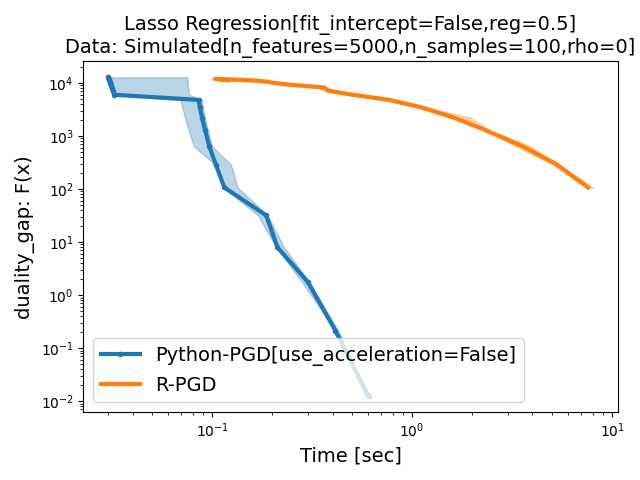 Lasso Regression[fit_intercept=False,reg=0.5]
Data: Simulated[n_features=5000,n_samples=100,rho=0]
duality_gap: F(x)
10⁴
10³
10²
10¹
10⁰
10⁻¹
10⁻²
Python-PGD[use_acceleration=False]
R-PGD
10⁻¹
10⁰
10¹
Time [sec]